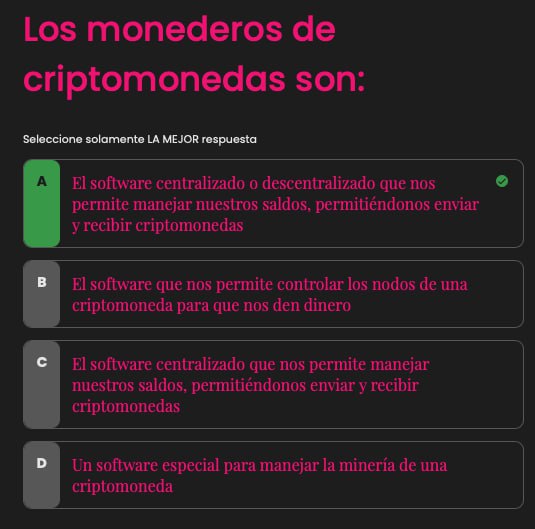 Los monederos de
criptomonedas son:
Seleccione solamente LA MEJOR respuesta
A
El software centralizado o descentralizado que nos
permite manejar nuestros saldos, permitiéndonos enviar
y recibir criptomonedas
B
El software que nos permite controlar los nodos de una
criptomoneda para que nos den dinero
C
El software centralizado que nos permite manejar
nuestros saldos, permitiéndonos enviar y recibir
criptomonedas
D
Un software especial para manejar la minería de una
criptomoneda